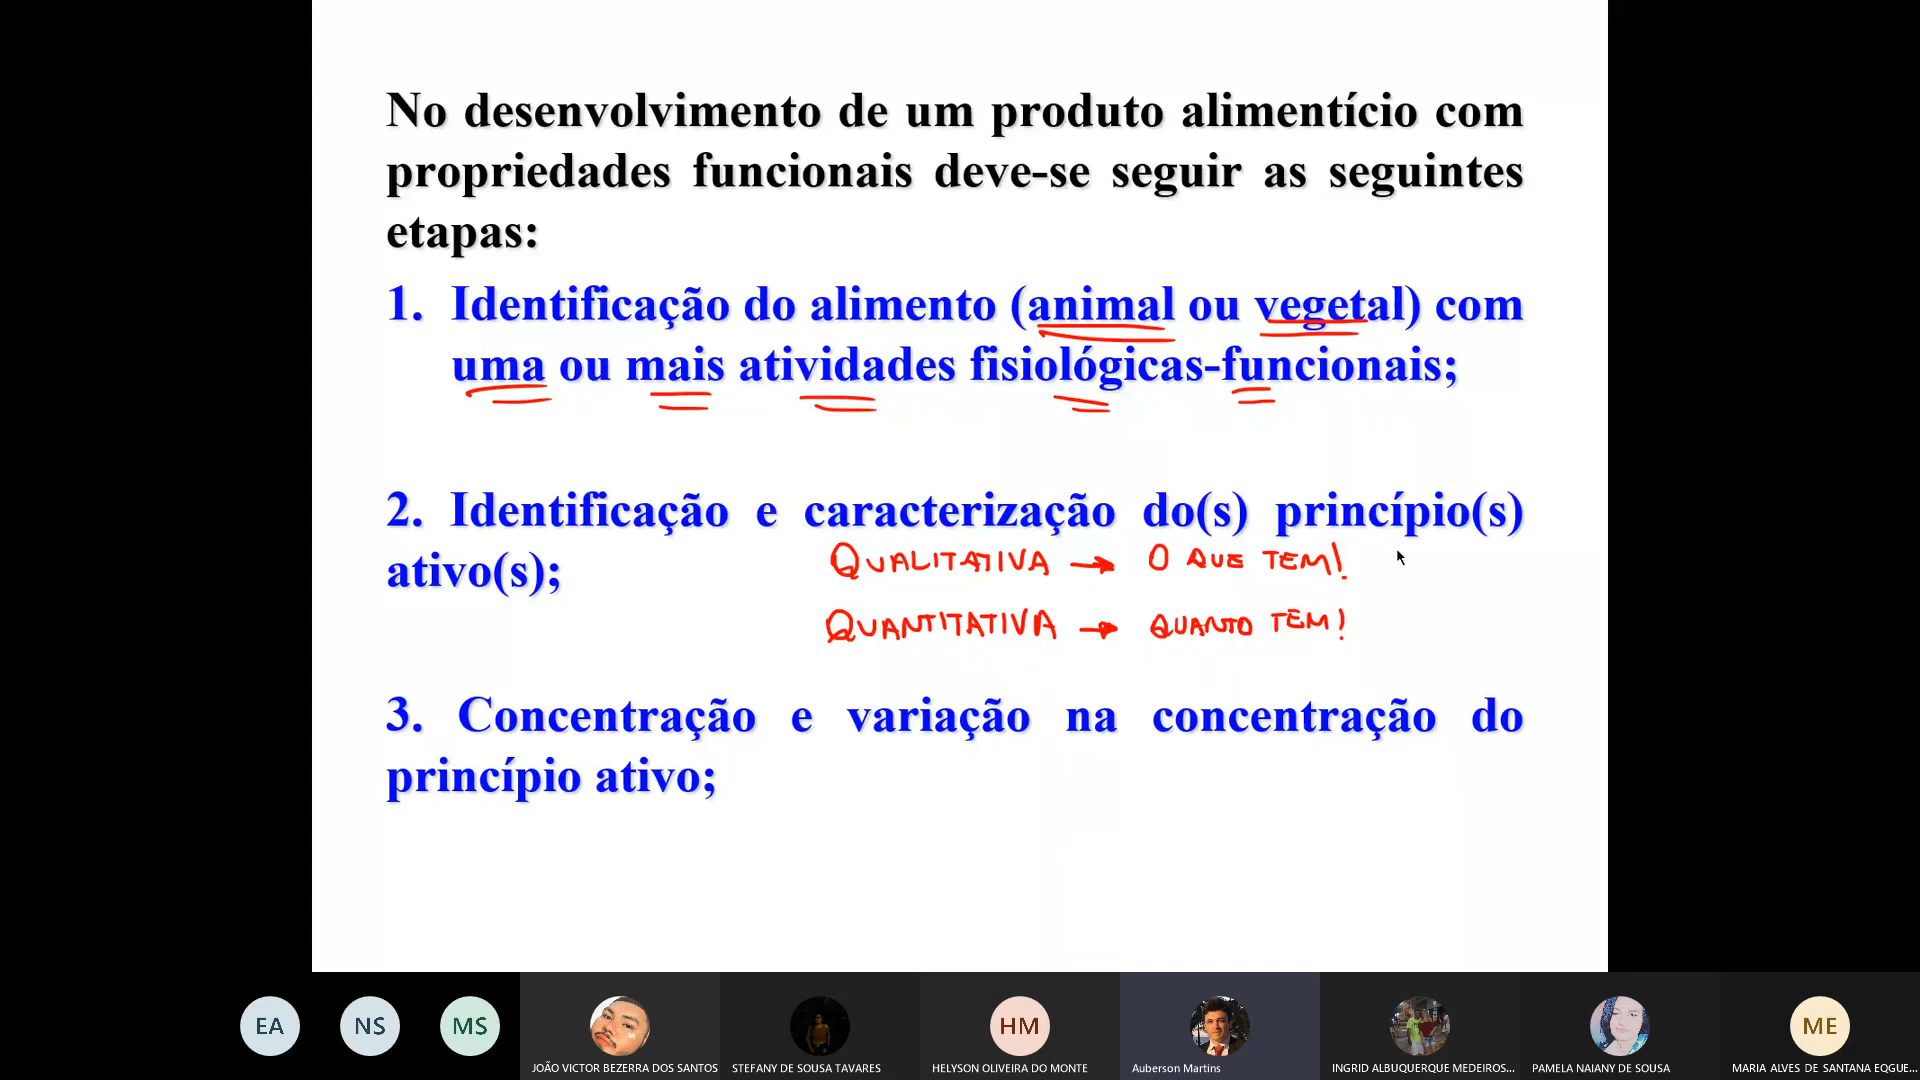 No desenvolvimento de um produto alimentício com
propriedades funcionais deve-se seguir as seguintes
etapas:
1. Identificação do alimento (animal ou vegetal) com
uma ou mais atividades fisiológicas-funcionais;
2. Identificação e caracterização do(s) princípio(s)
ativo(s);
QUALITATIVA → O QUE TEM!
QUANTITATIVA → QUANTO TEM!
3. Concentração e variação na concentração do
princípio ativo;
EA
NS
MS
JOÃO VICTOR BEZERRA DOS SANTOS
STEFANY DE SOUSA TAVARES
HM
HELYSON OLIVEIRA DO MONTE
Auberson Martins
INGRID ALBUQUERQUE MEDEIROS...
PAMELA NAIANY DE SOUSA
ME
MARIA ALVES DE SANTANA EQGUE...